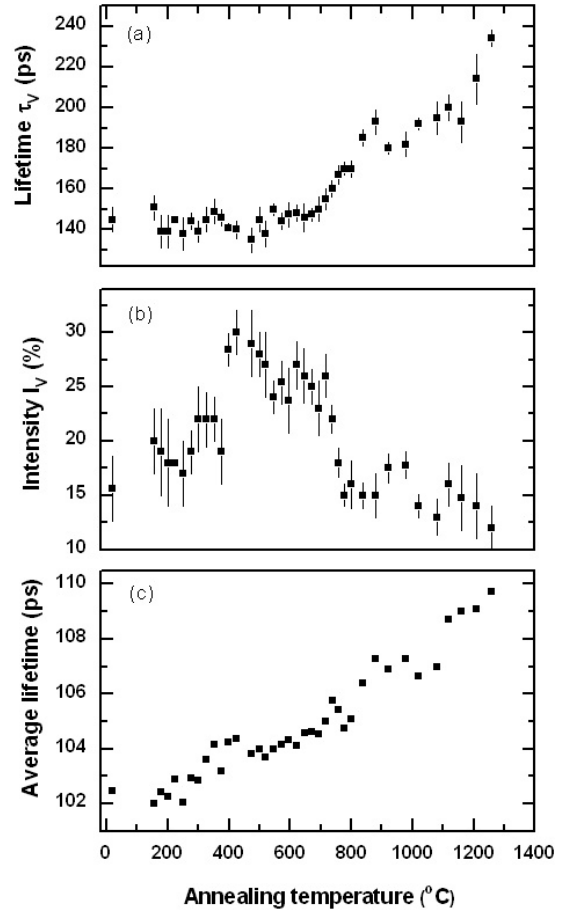 (a)
Lifetime τV (ps)
240
220
200
180
160
140
(b)
Intensity IV (%)
30
25
20
15
10
(c)
Average lifetime (ps)
110
108
106
104
102
0 200 400 600 800 1000 1200 1400
Annealing temperature (°C)